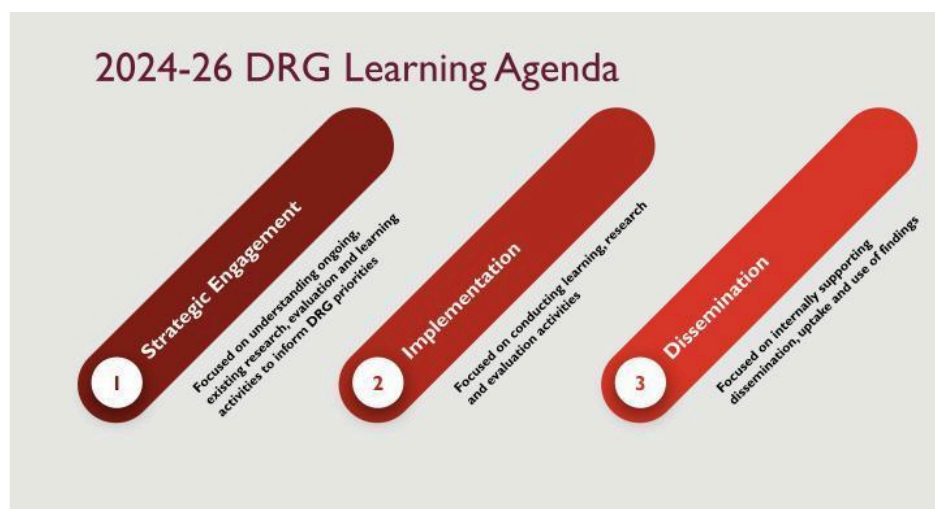 2024-26 DRG Learning Agenda
1
Strategic Engagement
Focused on understanding ongoing,
existing research, evaluation and learning
activities to inform DRG priorities
2
Implementation
Focused on conducting learning, research
and evaluation activities
3
Dissemination
Focused on internally supporting
dissemination, uptake and use of findings